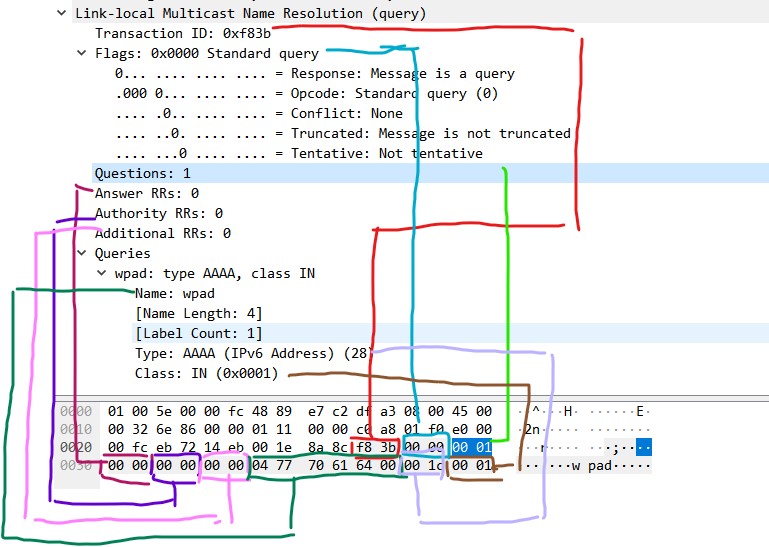 Link-local Multicast Name Resolution (query)
Transaction ID: 0xf83b
Flags: 0x0000 Standard query
0... .... .... .... = Response: Message is a query
.000 0... .... .... = Opcode: Standard query (0)
.... .0.. .... .... = Conflict: None
.... ..0. .... .... = Truncated: Message is not truncated
.... ...0 .... .... = Tentative: Not tentative
Questions: 1
Answer RRs: 0
Authority RRs: 0
Additional RRs: 0
Queries
wpad: type AAAA, class IN
Name: wpad
[Name Length: 4]
[Label Count: 1]
Type: AAAA (IPv6 Address) (28)
Class: IN (0x0001)
0000 01 00 5e 00 00 fc 48 89 e7 c2 df a3 08 00 45 00 ··^···H· ······E·
0010 00 32 6e 86 00 00 01 11 00 00 c0 a8 01 f0 e0 00 ·2n····· ········
0020 00 fc eb 72 14 eb 00 1e 8a 8c f8 3b 00 00 00 01 ···r···· ···;····
0030 00 00 00 00 00 00 04 77 70 61 64 00 00 1c 00 01 ·······w pad·····